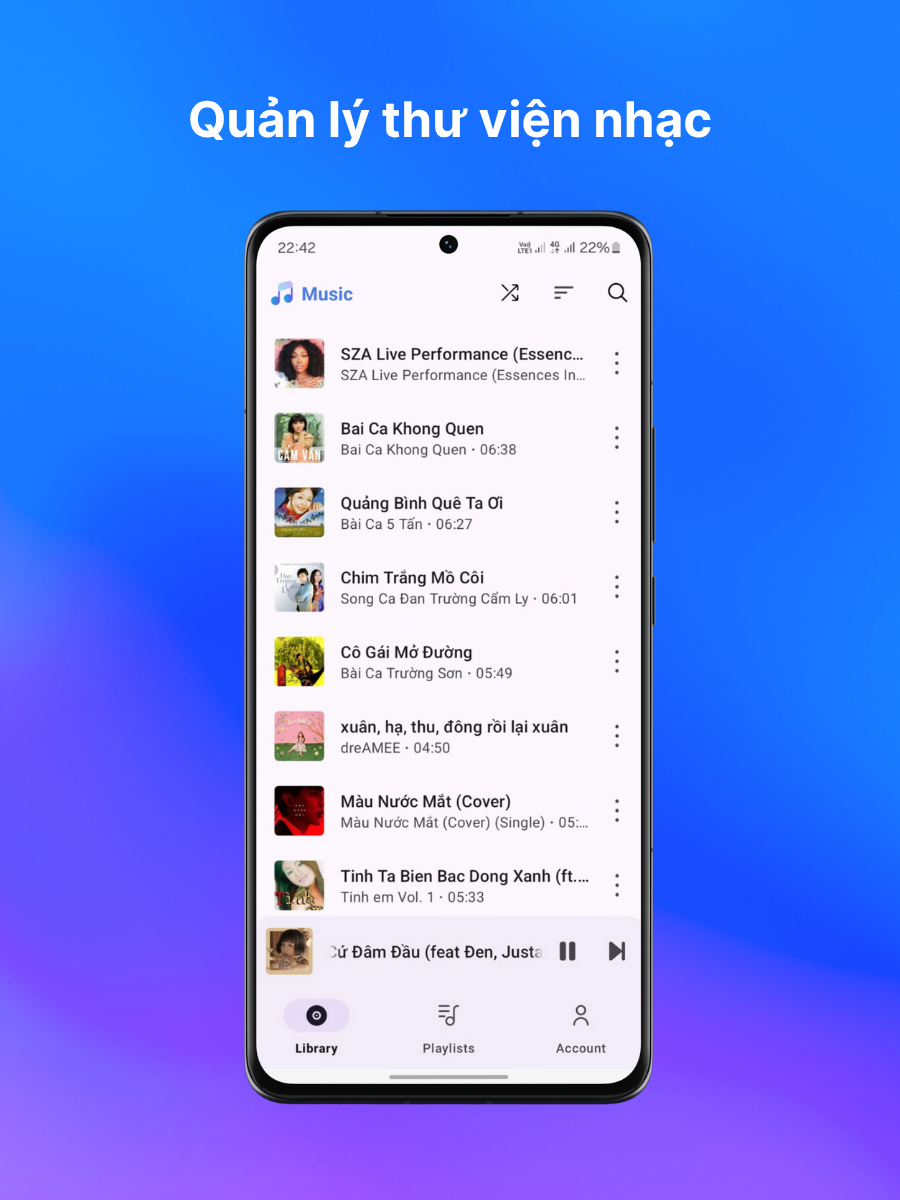 Quản lý thư viện nhạc
22:42
Vo) LTE1 4G 22%
Music
SZA Live Performance (Essenc...
SZA Live Performance (Essences In...
Bai Ca Khong Quen
Bai Ca Khong Quen · 06:38
CẨM VÂN
Quảng Bình Quê Ta Ơi
Bài Ca 5 Tấn · 06:27
Chim Trắng Mồ Côi
Song Ca Đan Trường Cẩm Ly · 06:01
Cô Gái Mở Đường
Bài Ca Trường Sơn · 05:49
xuân, hạ, thu, đông rồi lại xuân
dreAMEE · 04:50
Màu Nước Mắt (Cover)
Màu Nước Mắt (Cover) (Single) · 05:...
Tinh Ta Bien Bac Dong Xanh (ft....
Tinh em Vol. 1 · 05:33
Cứ Đâm Đầu (feat Đen, Justa
Library
Playlists
Account